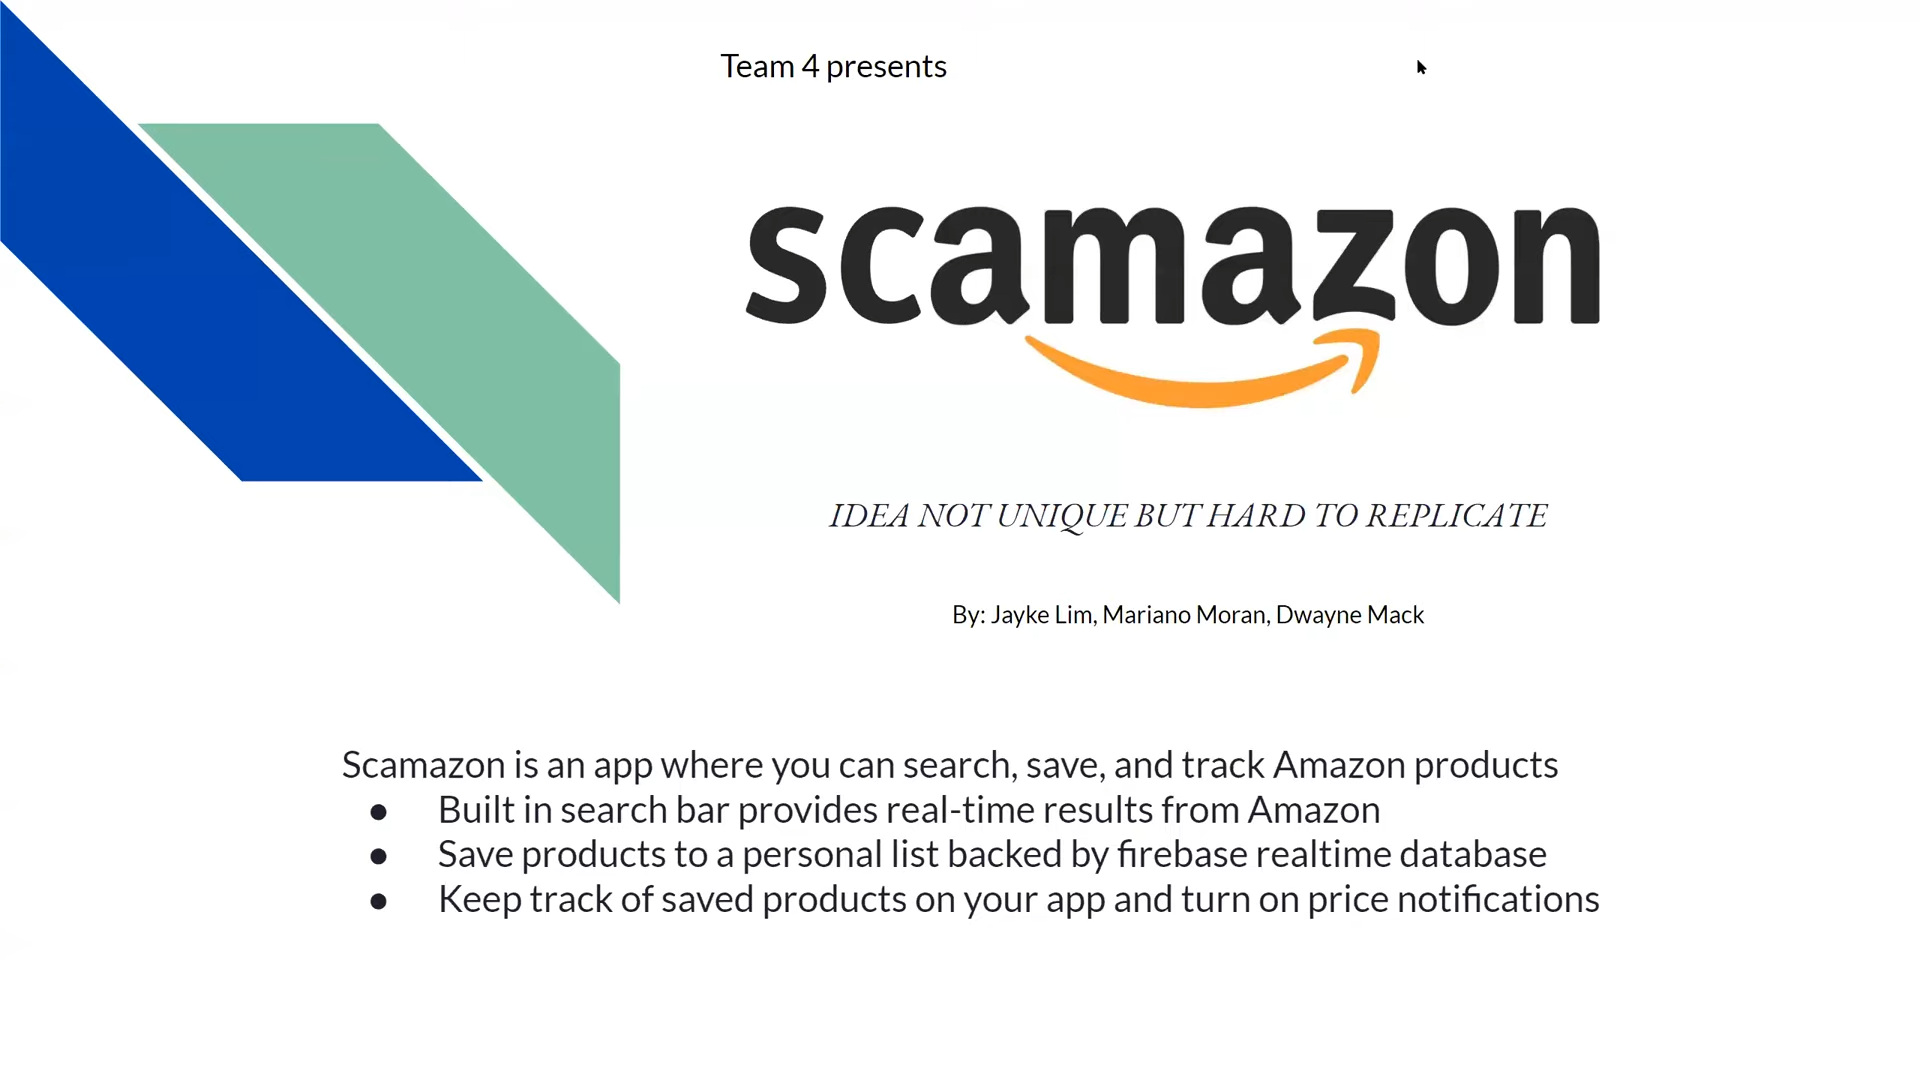 Team 4 presents
scamazon
IDEA NOT UNIQUE BUT HARD TO REPLICATE
By: Jayke Lim, Mariano Moran, Dwayne Mack
Scamazon is an app where you can search, save, and track Amazon products
● Built in search bar provides real-time results from Amazon
● Save products to a personal list backed by firebase realtime database
● Keep track of saved products on your app and turn on price notifications